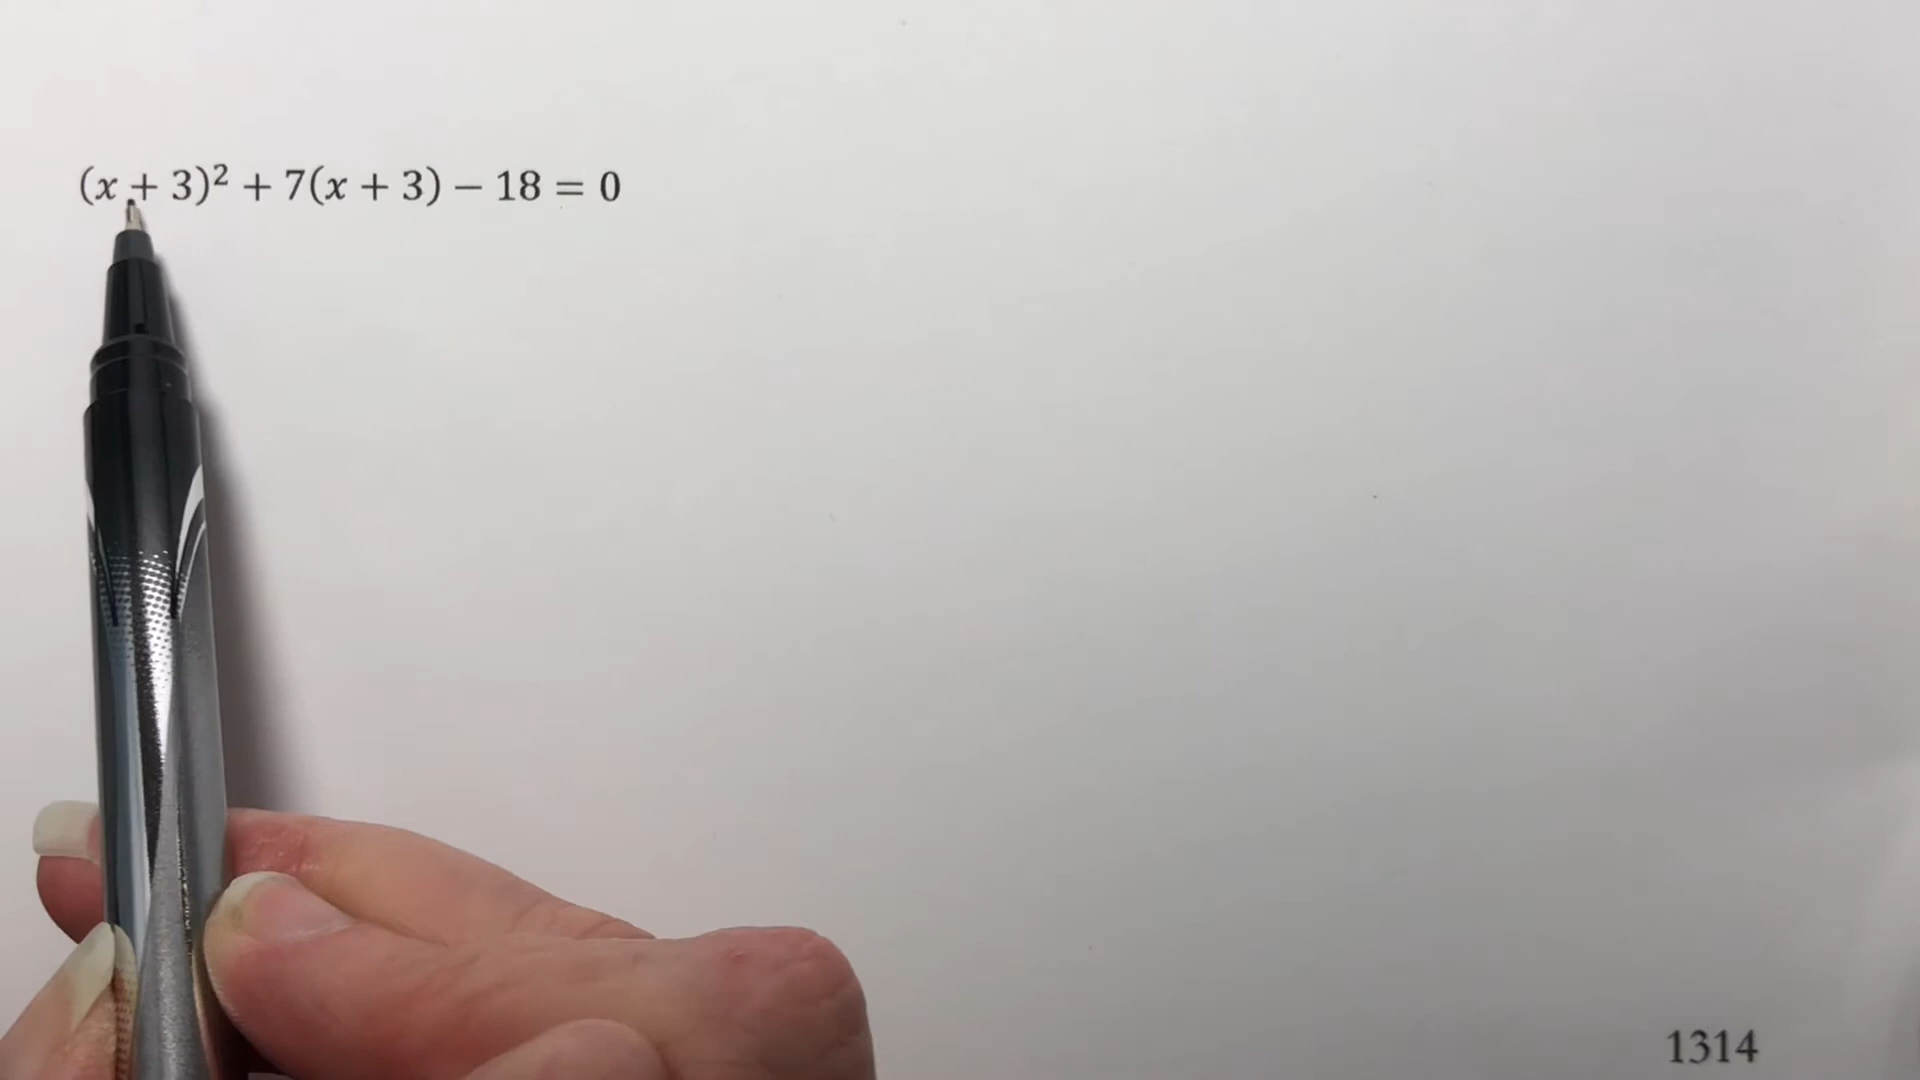 (x + 3)² + 7(x + 3) − 18 = 0
1314